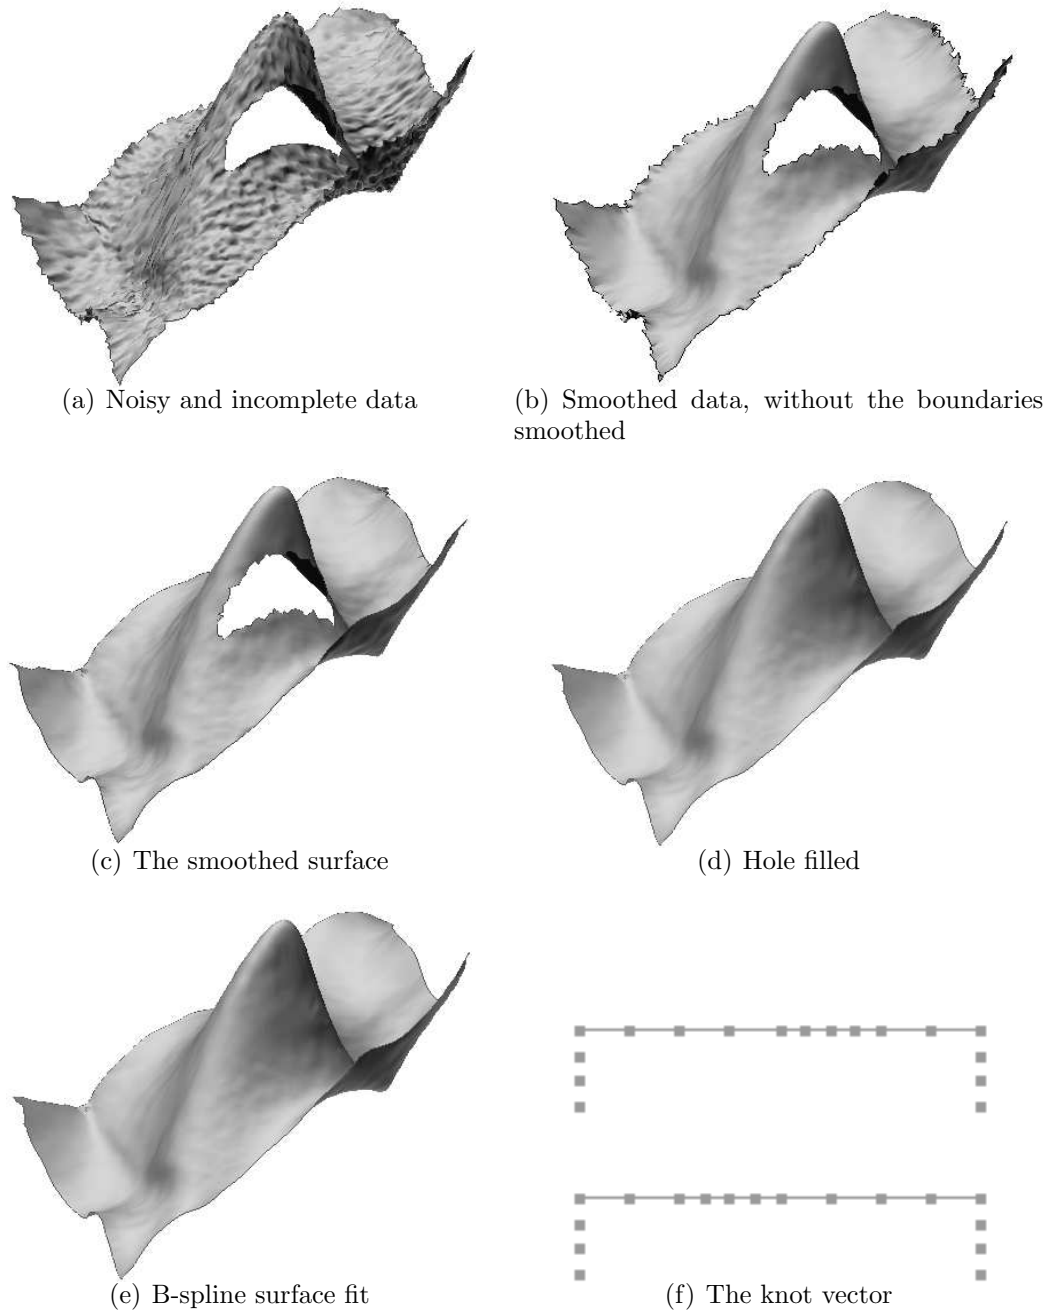 (a) Noisy and incomplete data
(b) Smoothed data, without the boundaries
smoothed
(c) The smoothed surface
(d) Hole filled
(e) B-spline surface fit
(f) The knot vector